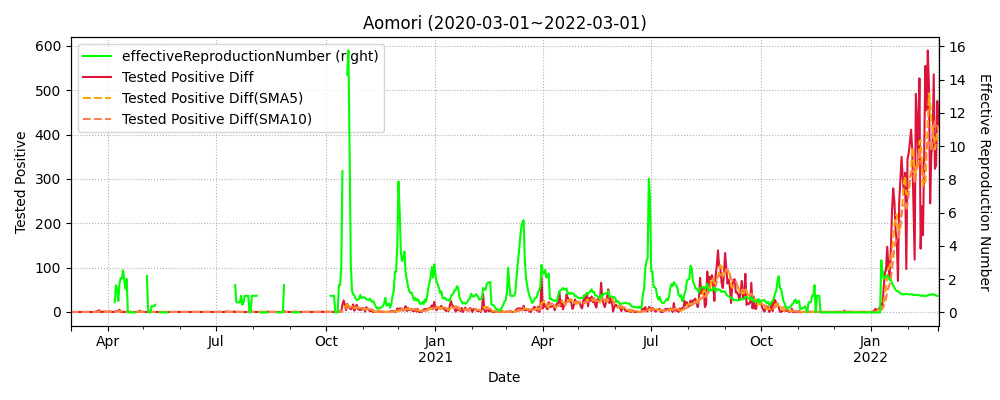 Aomori (2020-03-01~2022-03-01)
effectiveReproductionNumber (right)
Tested Positive Diff
Tested Positive Diff(SMA5)
Tested Positive Diff(SMA10)
Tested Positive
600
500
400
300
200
100
0
16
14
12
10
8
6
4
2
0
Effective Reproduction Number
Apr
Jul
Oct
Jan
2021
Apr
Jul
Oct
Jan
2022
Date